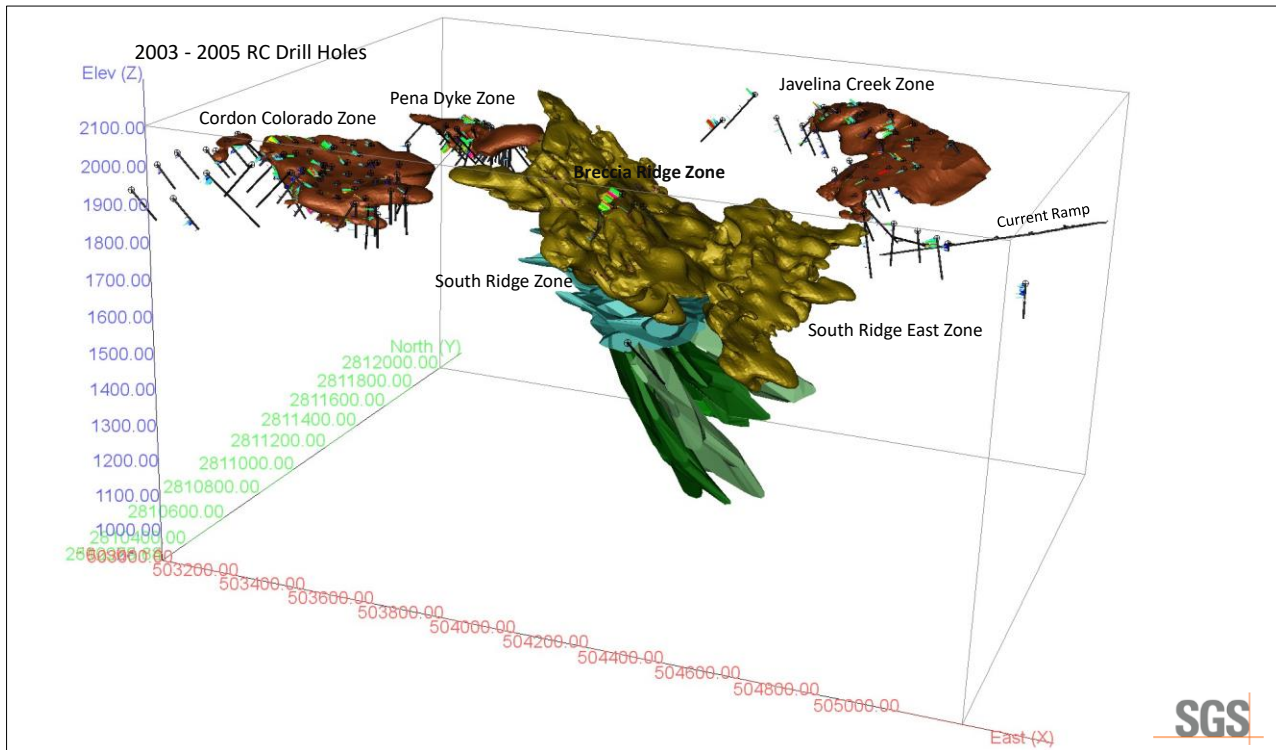 2003 - 2005 RC Drill Holes
Elev (Z)
Pena Dyke Zone
Javelina Creek Zone
Cordon Colorado Zone
2100.00
2000.00
1900.00
1800.00
1700.00
1600.00
1500.00
1400.00
1300.00
1200.00
1100.00
1000.00
Breccia Ridge Zone
Current Ramp
South Ridge Zone
South Ridge East Zone
North (Y)
2812000.00
2811800.00
2811600.00
2811400.00
2811200.00
2811000.00
2810800.00
2810600.00
2810400.00
503000.00
503200.00
503400.00
503600.00
503800.00
504000.00
504200.00
504400.00
504600.00
504800.00
505000.00
East (X)
SGS